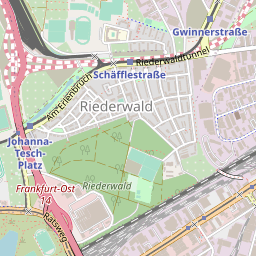 Gwinnerstraße
Riederwaldtunnel
Schäfflestraße
Am Erlenbruch
Riederwald
Johanna-
Tesch-
Platz
Riederwald
Frankfurt-Ost
14
Ratsweg